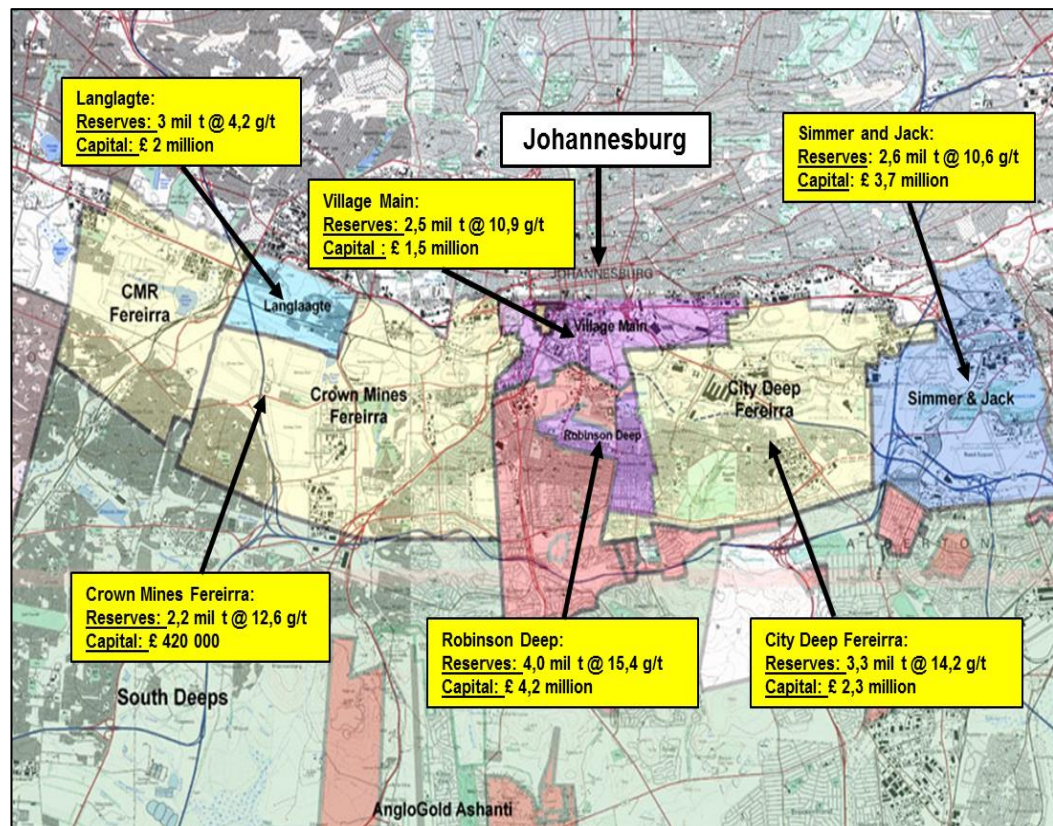 Langlagte:
Reserves: 3 mil t @ 4,2 g/t
Capital: £ 2 million
Johannesburg
Simmer and Jack:
Reserves: 2,6 mil t @ 10,6 g/t
Capital: £ 3,7 million
Village Main:
Reserves: 2,5 mil t @ 10,9 g/t
Capital : £ 1,5 million
JOHANNESBURG
CMR
Fereirra
Langlaagte
Village Main
Crown Mines
Fereirra
City Deep
Fereirra
Simmer & Jack
Robinson Deep
ALBERTON
Crown Mines Fereirra:
Reserves: 2,2 mil t @ 12,6 g/t
Capital: £ 420 000
Robinson Deep:
Reserves: 4,0 mil t @ 15,4 g/t
Capital: £ 4,2 million
City Deep Fereirra:
Reserves: 3,3 mil t @ 14,2 g/t
Capital: £ 2,3 million
South Deeps
AngloGold Ashanti